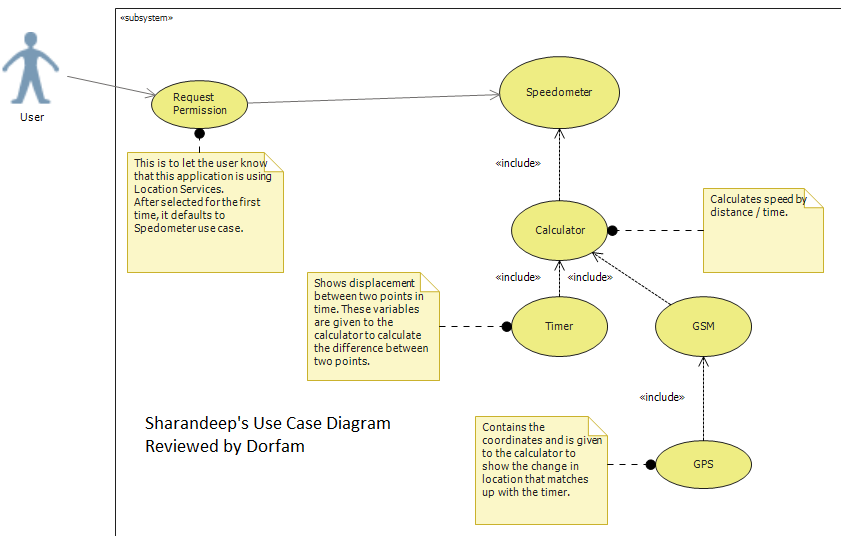 «subsystem»
User
Request
Permission
Speedometer
This is to let the user know
that this application is using
Location Services.
After selected for the first
time, it defaults to
Spedometer use case.
«include»
Calculator
Calculates speed by
distance / time.
«include»
«include»
Shows displacement
between two points in
time. These variables
are given to the
calculator to calculate
the difference between
two points.
Timer
GSM
«include»
Sharandeep's Use Case Diagram
Reviewed by Dorfam
Contains the
coordinates and is given
to the calculator to
show the change in
location that matches
up with the timer.
GPS